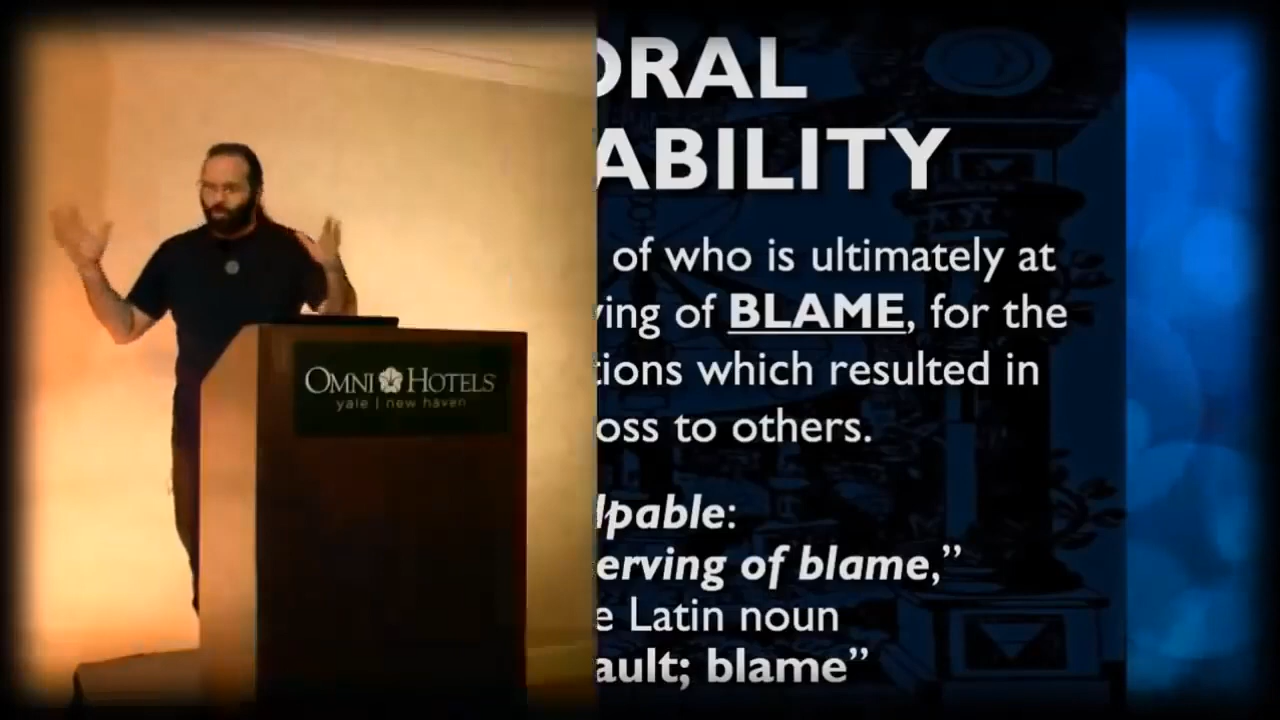 OMNI HOTELS
yale | new haven
ORAL
ABILITY
of who is ultimately at
ving of BLAME, for the
tions which resulted in
oss to others.
lpable:
erving of blame,”
e Latin noun
ault; blame”